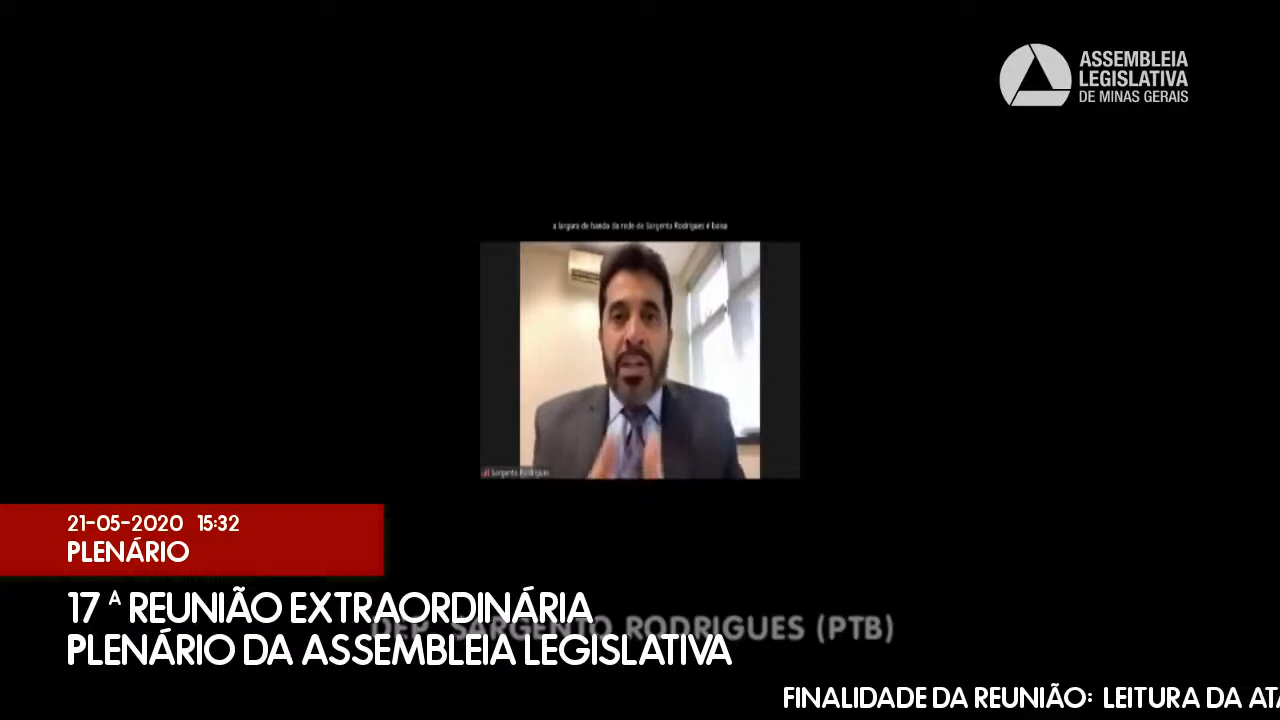 ASSEMBLEIA
LEGISLATIVA
DE MINAS GERAIS
a largura de banda da rede de Sargento Rodrigues é baixa
Sargento Rodrigues
21-05-2020 15:32
PLENÁRIO
17 ª REUNIÃO EXTRAORDINÁRIA
DEP. SARGENTO RODRIGUES (PTB)
PLENÁRIO DA ASSEMBLEIA LEGISLATIVA
FINALIDADE DA REUNIÃO: LEITURA DA ATA